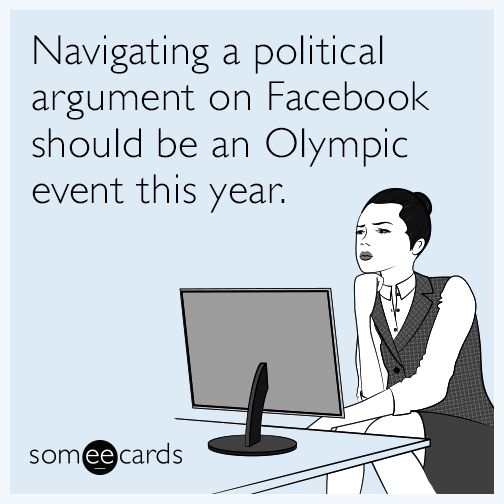 Navigating a political
argument on Facebook
should be an Olympic
event this year.
someecards